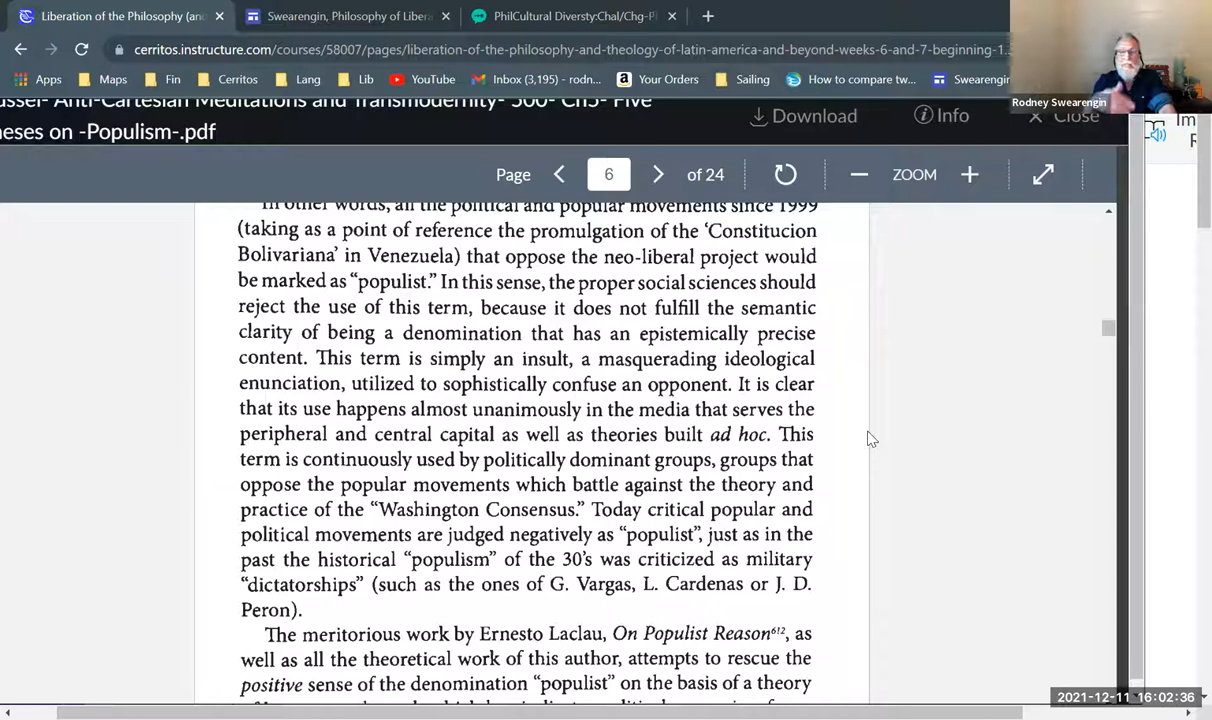 Liberation of the Philosophy (an
Swearengin, Philosophy of Libera
PhilCultural Diversty:Chal/Chg-P
cerritos.instructure.com/courses/58007/pages/liberation-of-the-philosophy-and-theology-of-latin-america-and-beyond-weeks-6-and-7-beginning-1...
Apps Maps Fin Cerritos Lang Lib YouTube Inbox (3,195) - rodn... Your Orders Sailing How to compare tw... Swearengin
Rodney Swearengin
ussel- Anti-Cartesian Meditations and Transmodernity- 300- Ch5- Five
heses on -Populism-.pdf
Download Info Close
Im
R
Page 6 of 24 ZOOM
In other words, all the political and popular movements since 1999
(taking as a point of reference the promulgation of the ‘Constitucion
Bolivariana’ in Venezuela) that oppose the neo-liberal project would
be marked as “populist.” In this sense, the proper social sciences should
reject the use of this term, because it does not fulfill the semantic
clarity of being a denomination that has an epistemically precise
content. This term is simply an insult, a masquerading ideological
enunciation, utilized to sophistically confuse an opponent. It is clear
that its use happens almost unanimously in the media that serves the
peripheral and central capital as well as theories built ad hoc. This
term is continuously used by politically dominant groups, groups that
oppose the popular movements which battle against the theory and
practice of the “Washington Consensus.” Today critical popular and
political movements are judged negatively as “populist”, just as in the
past the historical “populism” of the 30’s was criticized as military
“dictatorships” (such as the ones of G. Vargas, L. Cardenas or J. D.
Peron).
The meritorious work by Ernesto Laclau, On Populist Reason612, as
well as all the theoretical work of this author, attempts to rescue the
positive sense of the denomination “populist” on the basis of a theory
2021-12-11 16:02:36